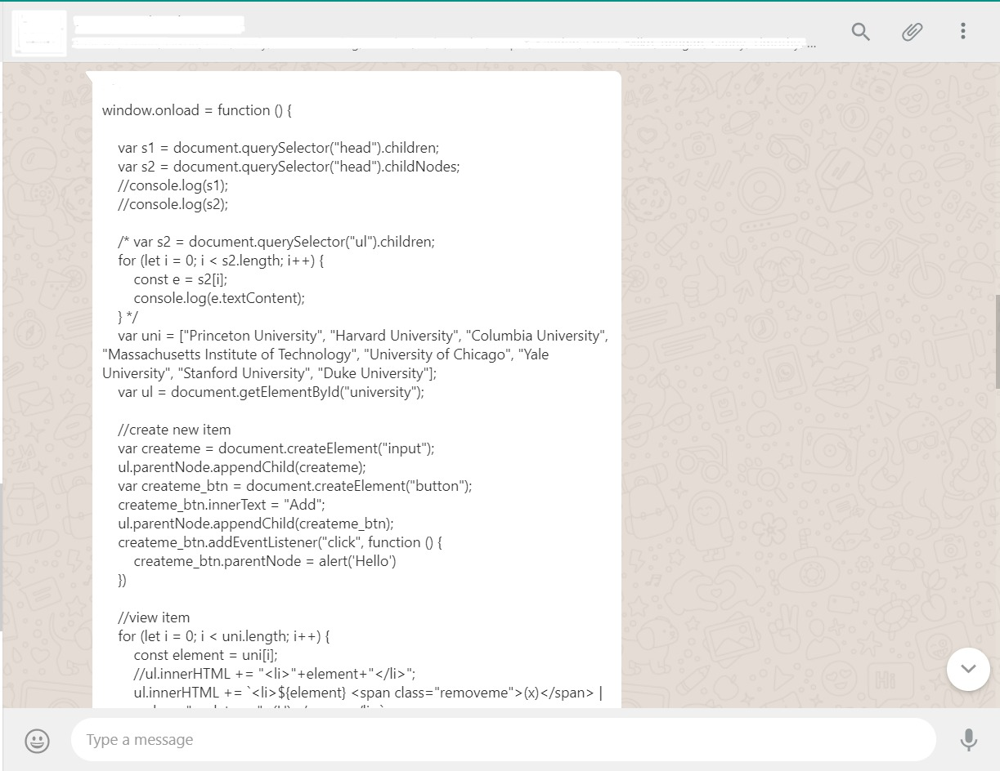 window.onload = function () {
var s1 = document.querySelector("head").children;
var s2 = document.querySelector("head").childNodes;
//console.log(s1);
//console.log(s2);
/* var s2 = document.querySelector("ul").children;
for (let i = 0; i < s2.length; i++) {
const e = s2[i];
console.log(e.textContent);
} */
var uni = ["Princeton University", "Harvard University", "Columbia University",
"Massachusetts Institute of Technology", "University of Chicago", "Yale
University", "Stanford University", "Duke University"];
var ul = document.getElementById("university");
//create new item
var createme = document.createElement("input");
ul.parentNode.appendChild(createme);
var createme_btn = document.createElement("button");
createme_btn.innerText = "Add";
ul.parentNode.appendChild(createme_btn);
createme_btn.addEventListener("click", function () {
createme_btn.parentNode = alert('Hello')
})
//view item
for (let i = 0; i < uni.length; i++) {
const element = uni[i];
//ul.innerHTML += "<li>"+element+"</li>";
ul.innerHTML += `<li>${element} <span class="removeme">(x)</span> |
Type a message